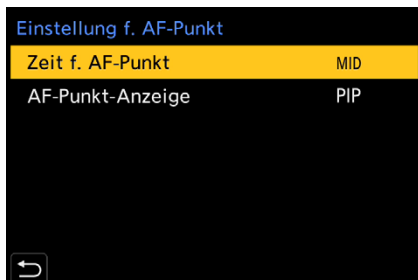 Einstellung f. AF-Punkt
Zeit f. AF-Punkt MID
AF-Punkt-Anzeige PIP